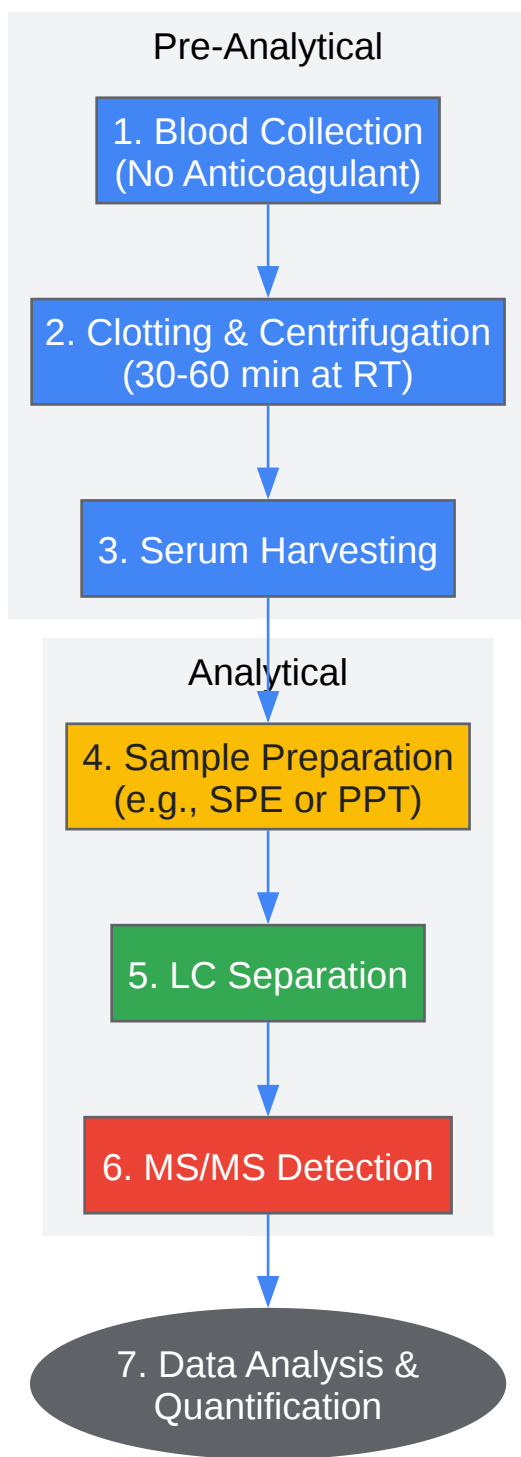 Pre-Analytical
1. Blood Collection
(No Anticoagulant)
2. Clotting & Centrifugation
(30-60 min at RT)
3. Serum Harvesting
Analytical
4. Sample Preparation
(e.g., SPE or PPT)
5. LC Separation
6. MS/MS Detection
7. Data Analysis &
Quantification